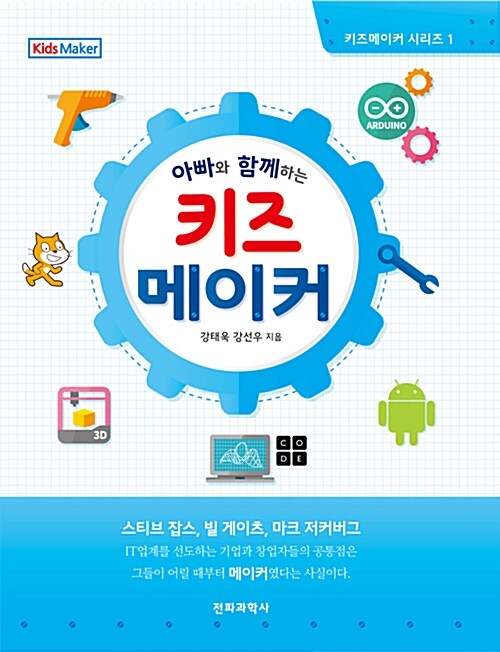 Kids Maker
키즈메이커 시리즈 1
ARDUINO
아빠와 함께하는
키즈
메이커
강태욱 강선우 지음
3D
C O
D E
스티브 잡스, 빌 게이츠, 마크 저커버그
IT업계를 선도하는 기업과 창업자들의 공통점은
그들이 어릴 때부터 메이커였다는 사실이다.
전파과학사